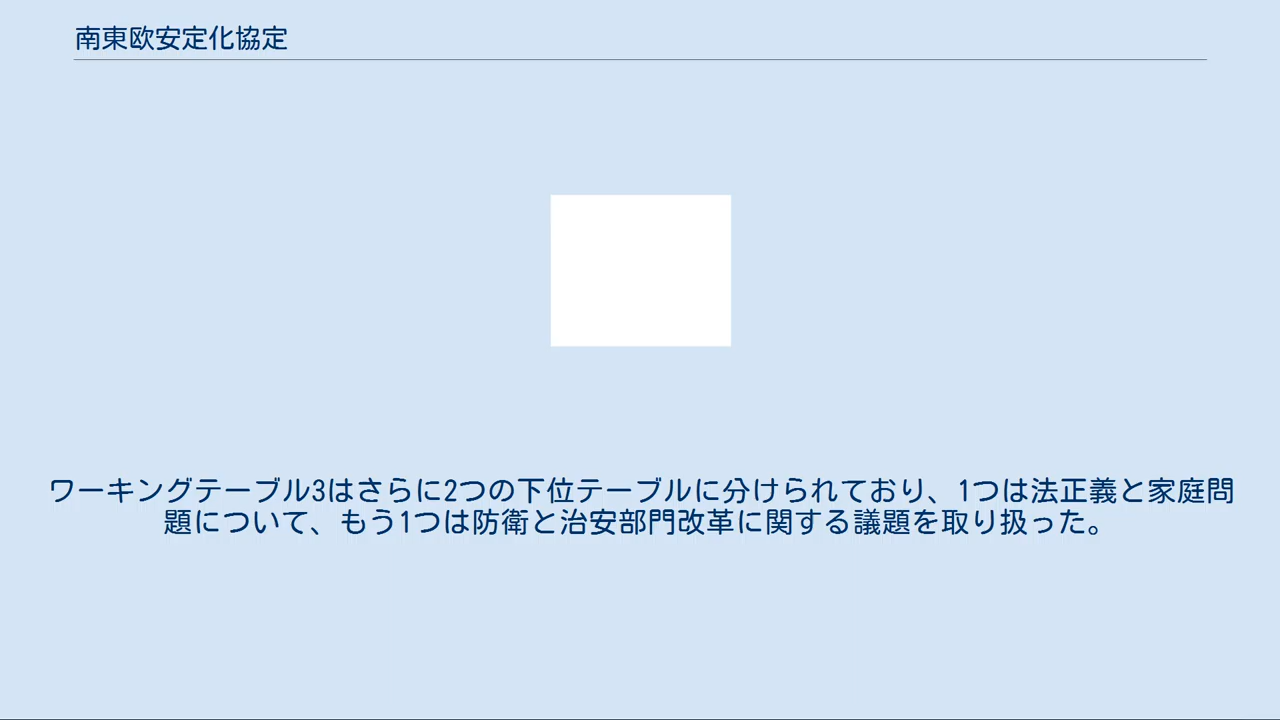 南東欧安定化協定
ワーキングテーブル3はさらに2つの下位テーブルに分けられており、1つは法正義と家庭問
題について、もう1つは防衛と治安部門改革に関する議題を取り扱った。